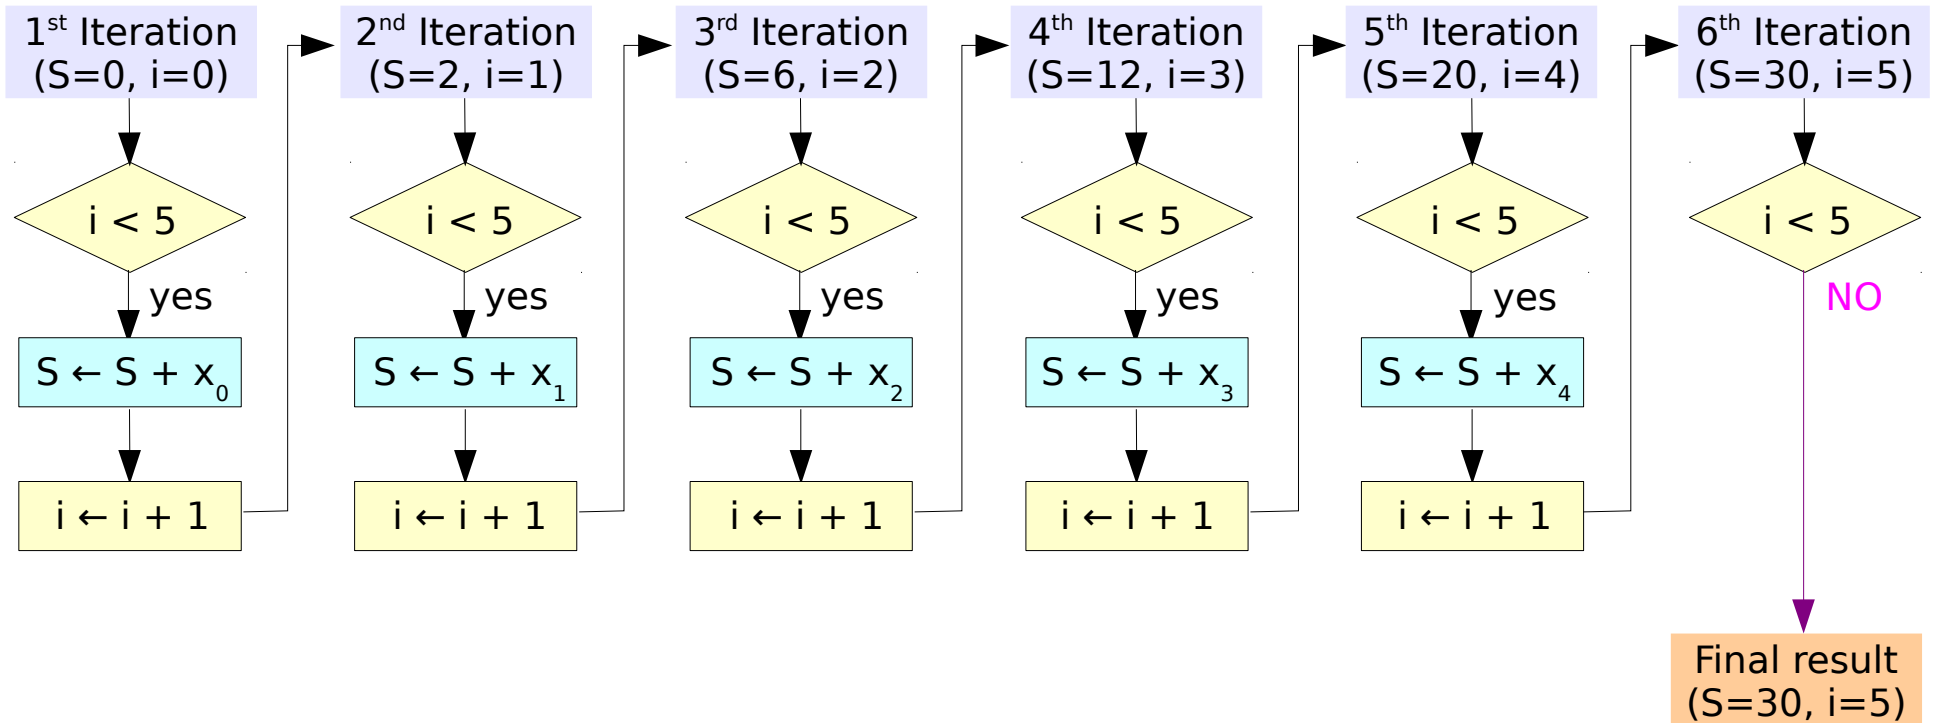 1st Iteration
(S=0, i=0)
i < 5
yes
S ← S + x0
i ← i + 1
2nd Iteration
(S=2, i=1)
i < 5
yes
S ← S + x1
i ← i + 1
3rd Iteration
(S=6, i=2)
i < 5
yes
S ← S + x2
i ← i + 1
4th Iteration
(S=12, i=3)
i < 5
yes
S ← S + x3
i ← i + 1
5th Iteration
(S=20, i=4)
i < 5
yes
S ← S + x4
i ← i + 1
6th Iteration
(S=30, i=5)
i < 5
NO
Final result
(S=30, i=5)